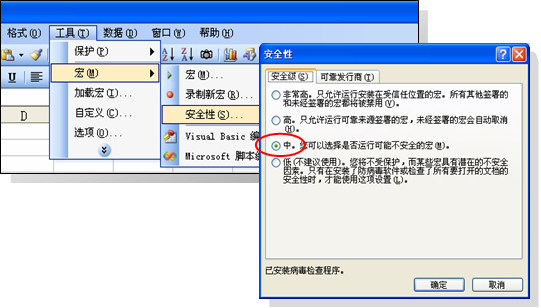 格式(O) 工具(T) 数据(D) 窗口(W) 帮助(H)
保护(P)
宏(M)
加载宏(I)...
自定义(C)...
选项(O)...
宏(M)...
录制新宏(R)...
安全性(S)...
Visual Basic 编
Microsoft 脚本编
U
D
安全性
安全级(S) 可靠发行商(T)
非常高。只允许运行安装在受信任位置的宏。所有其他签署的
和未经签署的宏都将被禁用(V)。
高。只允许运行可靠来源签署的宏，未经签署的宏会自动取消
(H)。
中。您可以选择是否运行可能不安全的宏(M)。
低(不建议使用)。您将不受保护，而某些宏具有潜在的不安全
因素。只有在安装了防病毒软件或检查了所有要打开的文档的
安全性时，才能使用这项设置(L)。
已安装病毒检查程序。
确定 取消